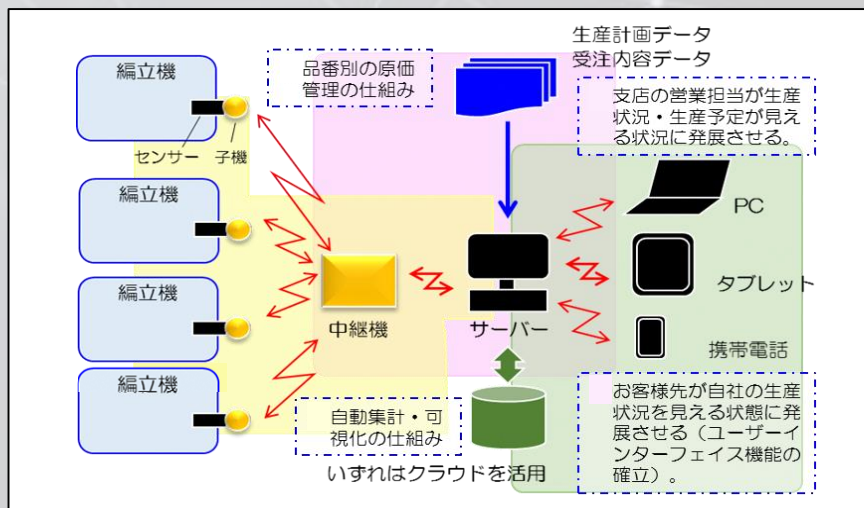 編立機
センサー 子機
編立機
編立機
編立機
品番別の原価
管理の仕組み
生産計画データ
受注内容データ
支店の営業担当が生産
状況・生産予定が見え
る状況に発展させる。
中継機
サーバー
PC
タブレット
携帯電話
自動集計・可
視化の仕組み
いずれはクラウドを活用
お客様先が自社の生産
状況を見える状態に発
展させる（ユーザーイ
ンターフェイス機能の
確立）。